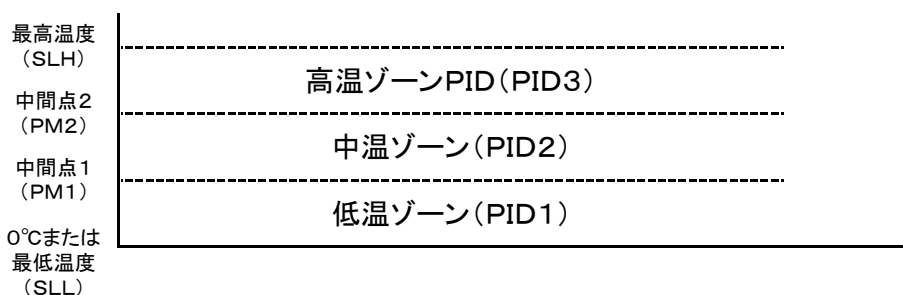 最高温度
（SLH）
高温ゾーンPID（PID3）
中間点2
（PM2）
中温ゾーン（PID2）
中間点1
（PM1）
低温ゾーン（PID1）
0℃または
最低温度
（SLL）